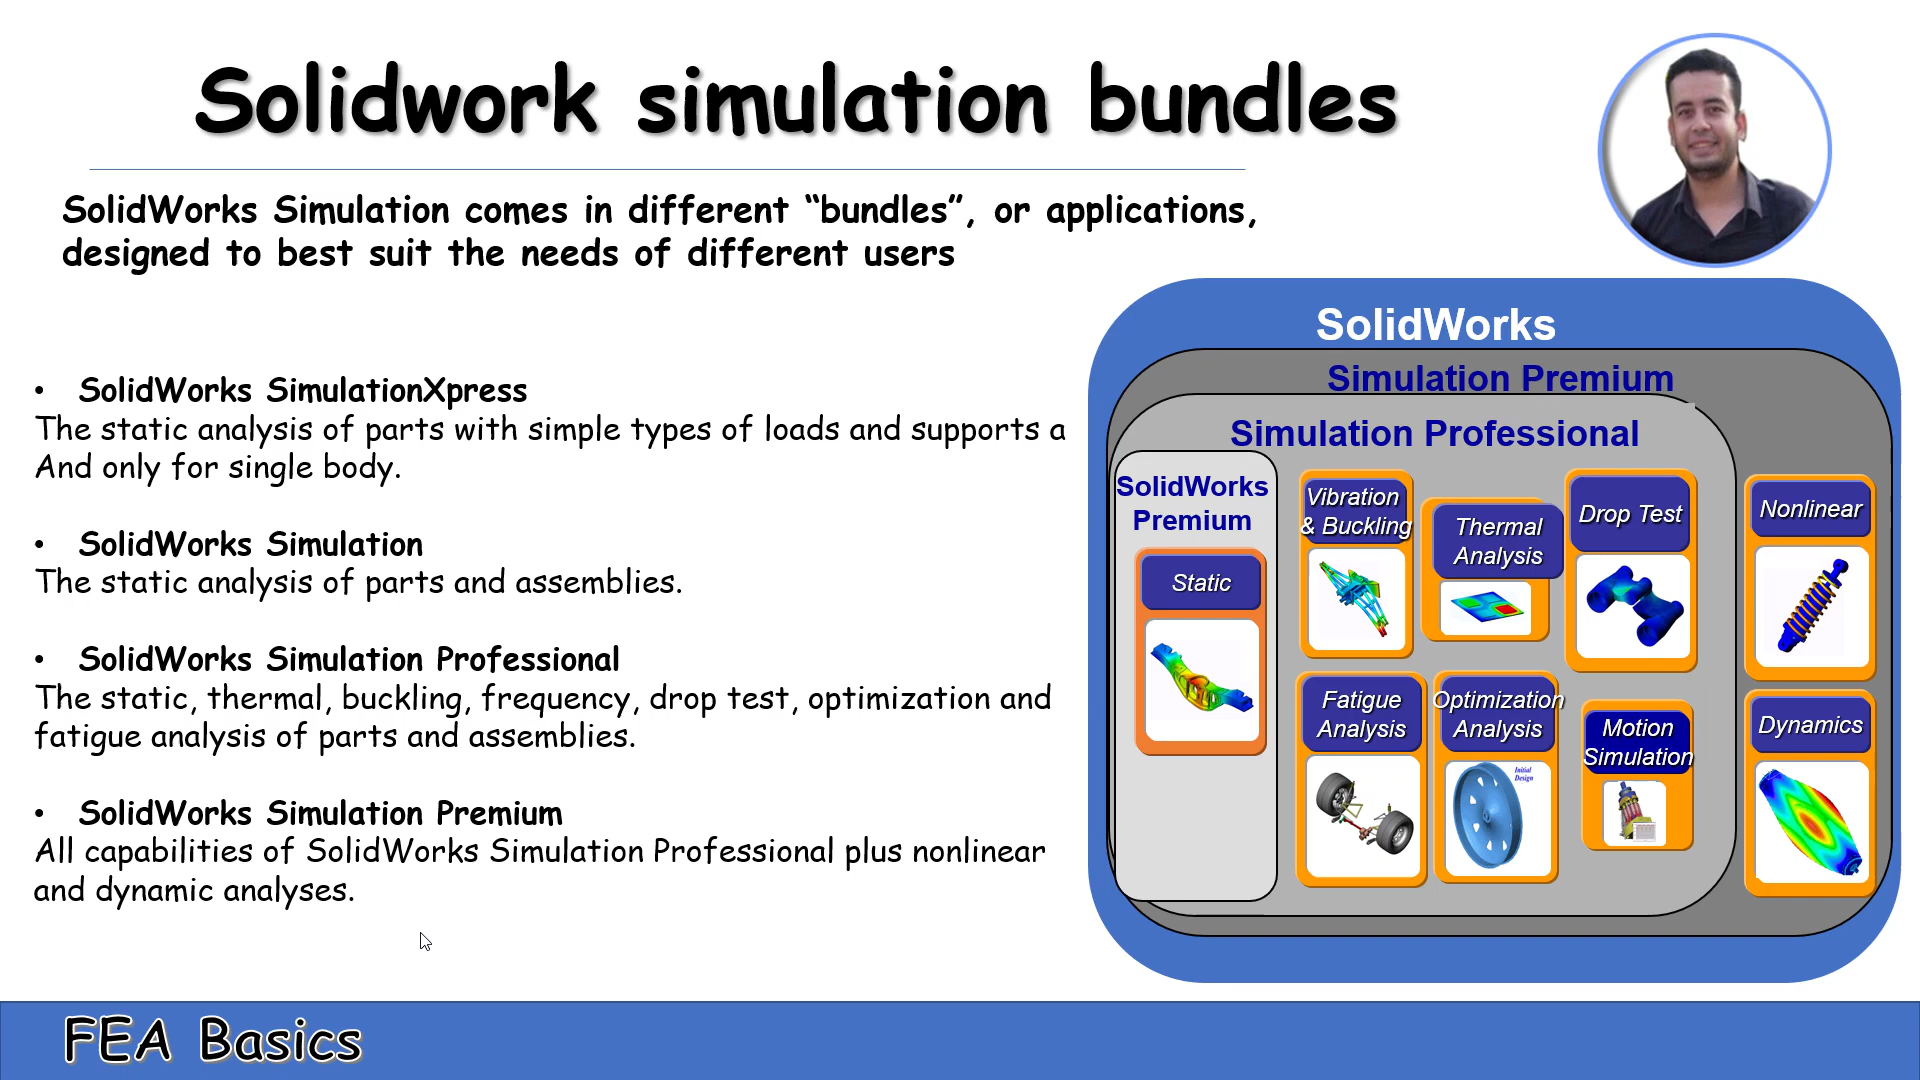 Solidwork simulation bundles
SolidWorks Simulation comes in different “bundles”, or applications,
designed to best suit the needs of different users
• SolidWorks SimulationXpress
The static analysis of parts with simple types of loads and supports a
And only for single body.
• SolidWorks Simulation
The static analysis of parts and assemblies.
• SolidWorks Simulation Professional
The static, thermal, buckling, frequency, drop test, optimization and
fatigue analysis of parts and assemblies.
• SolidWorks Simulation Premium
All capabilities of SolidWorks Simulation Professional plus nonlinear
and dynamic analyses.
SolidWorks
Simulation Premium
Simulation Professional
SolidWorks
Premium
Static
Vibration
& Buckling
Thermal
Analysis
Drop Test
Nonlinear
Fatigue
Analysis
Optimization
Analysis
Initial
Design
Motion
Simulation
Dynamics
FEA Basics